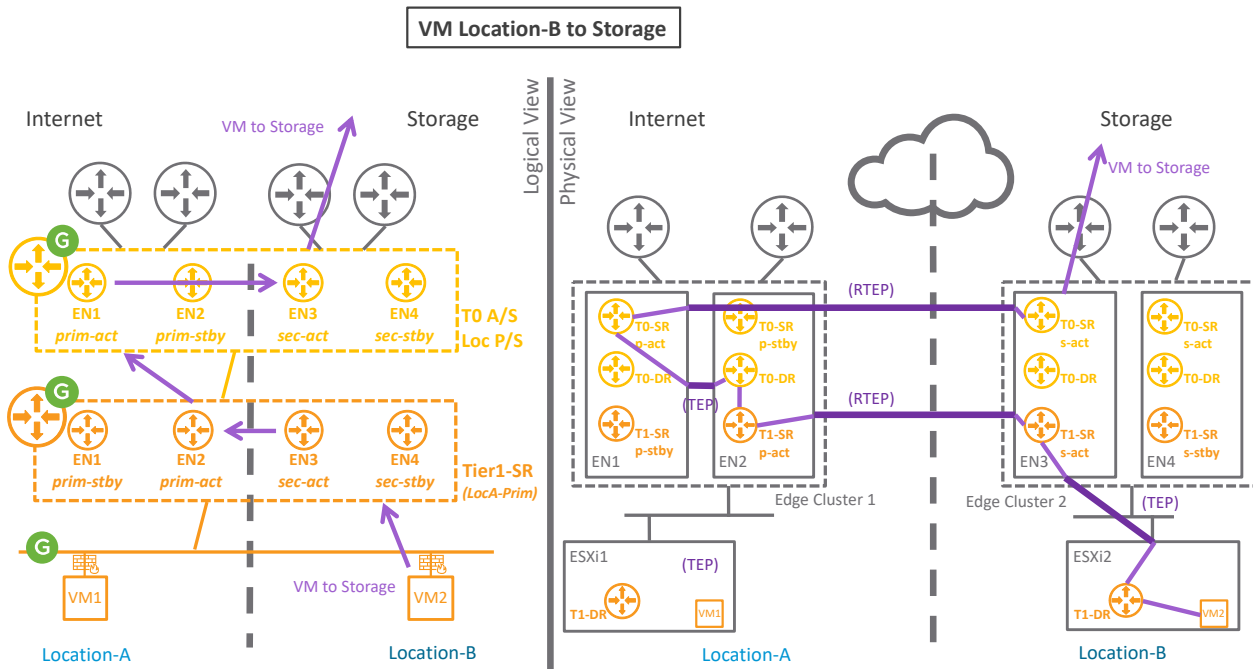 VM Location-B to Storage
Logical View
Physical View
Internet
VM to Storage
Storage
G
EN1
EN2
EN3
EN4
prim-act
prim-stby
sec-act
sec-stby
T0 A/S
Loc P/S
G
EN1
EN2
EN3
EN4
prim-stby
prim-act
sec-act
sec-stby
Tier1-SR
(LocA-Prim)
G
VM1
VM to Storage
VM2
Location-A
Location-B
Internet
Storage
VM to Storage
T0-SR
p-act
T0-DR
T1-SR
p-stby
EN1
T0-SR
p-stby
T0-DR
T1-SR
p-act
EN2
(TEP)
(RTEP)
(RTEP)
T0-SR
s-act
T0-DR
T1-SR
s-act
EN3
T0-SR
s-act
T0-DR
T1-SR
s-stby
EN4
Edge Cluster 1
Edge Cluster 2
(TEP)
ESXi1
(TEP)
T1-DR
VM1
ESXi2
T1-DR
VM2
Location-A
Location-B